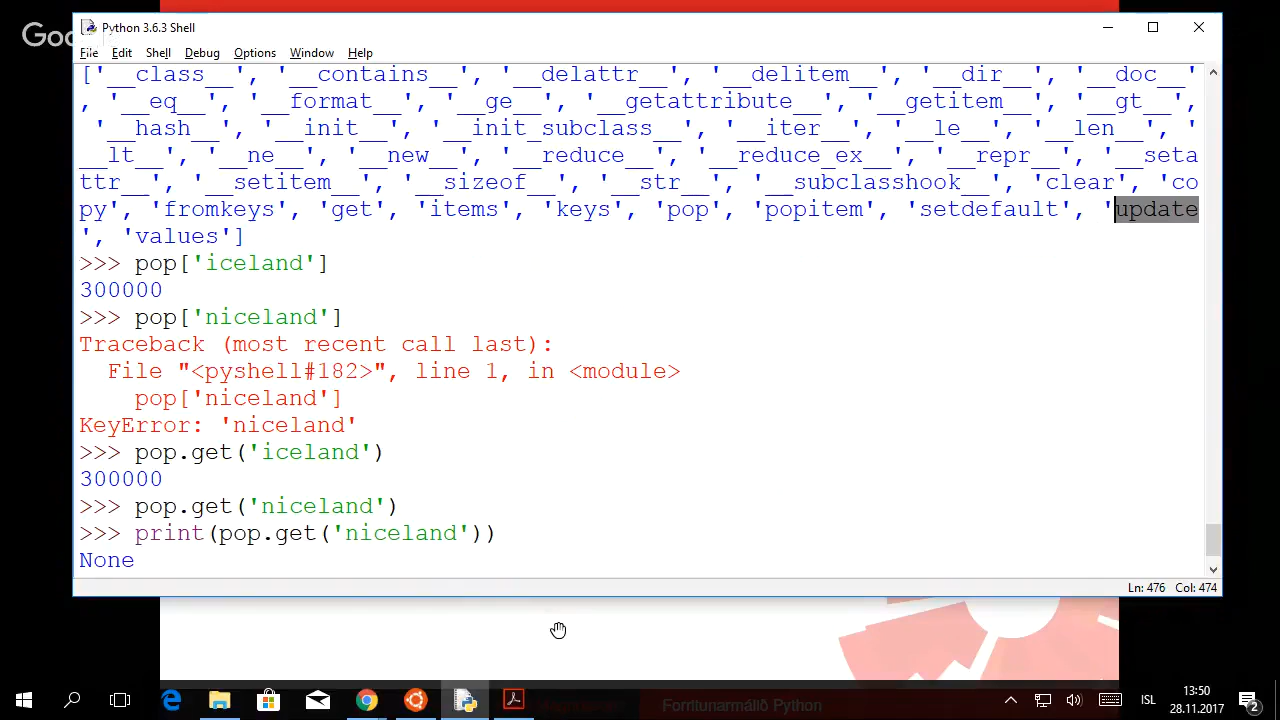 Python 3.6.3 Shell
File Edit Shell Debug Options Window Help
['__class__', '__contains__', '__delattr__', '__delitem__', '__dir__', '__doc__'
, '__eq__', '__format__', '__ge__', '__getattribute__', '__getitem__', '__gt__',
'__hash__', '__init__', '__init_subclass__', '__iter__', '__le__', '__len__', '
__lt__', '__ne__', '__new__', '__reduce__', '__reduce_ex__', '__repr__', '__seta
ttr__', '__setitem__', '__sizeof__', '__str__', '__subclasshook__', 'clear', 'co
py', 'fromkeys', 'get', 'items', 'keys', 'pop', 'popitem', 'setdefault', 'update
', 'values']
>>> pop['iceland']
300000
>>> pop['niceland']
Traceback (most recent call last):
  File "<pyshell#182>", line 1, in <module>
    pop['niceland']
KeyError: 'niceland'
>>> pop.get('iceland')
300000
>>> pop.get('niceland')
>>> print(pop.get('niceland'))
None
Ln: 476 Col: 474
Forritunarmálið Python
ÍSL
13:50
28.11.2017
2